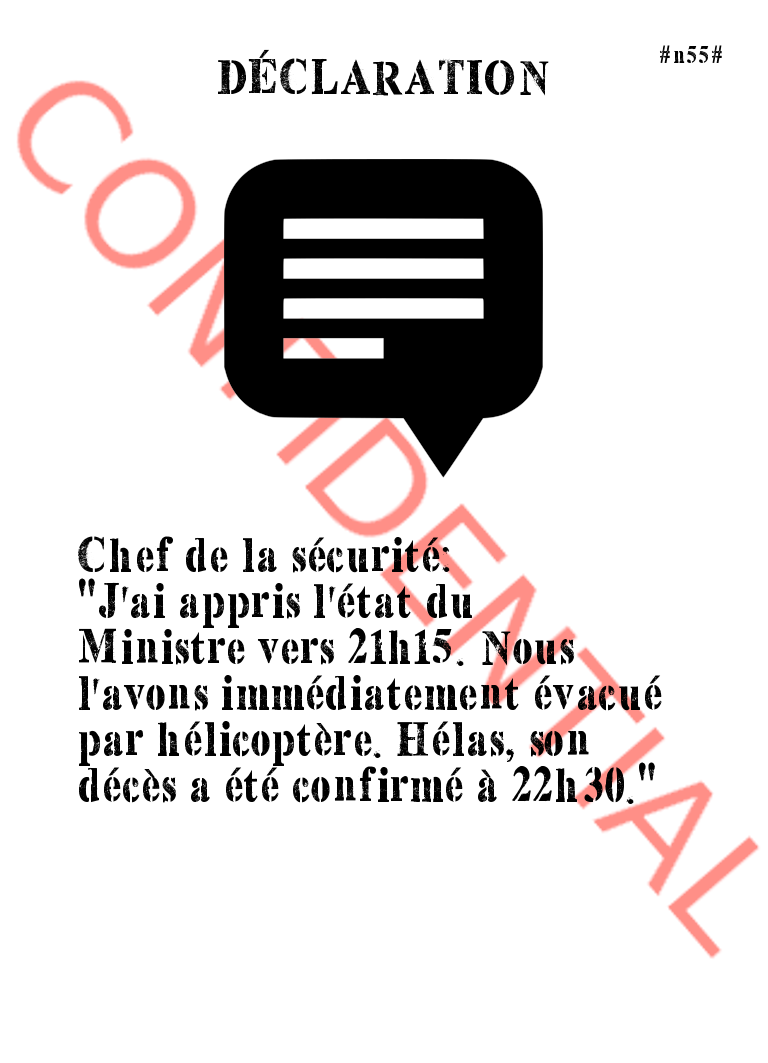 #n55#
DÉCLARATION
CONFIDENTIAL
Chef de la sécurité:
"J'ai appris l'état du
Ministre vers 21h15. Nous
l'avons immédiatement évacué
par hélicoptère. Hélas, son
décès a été confirmé à 22h30."